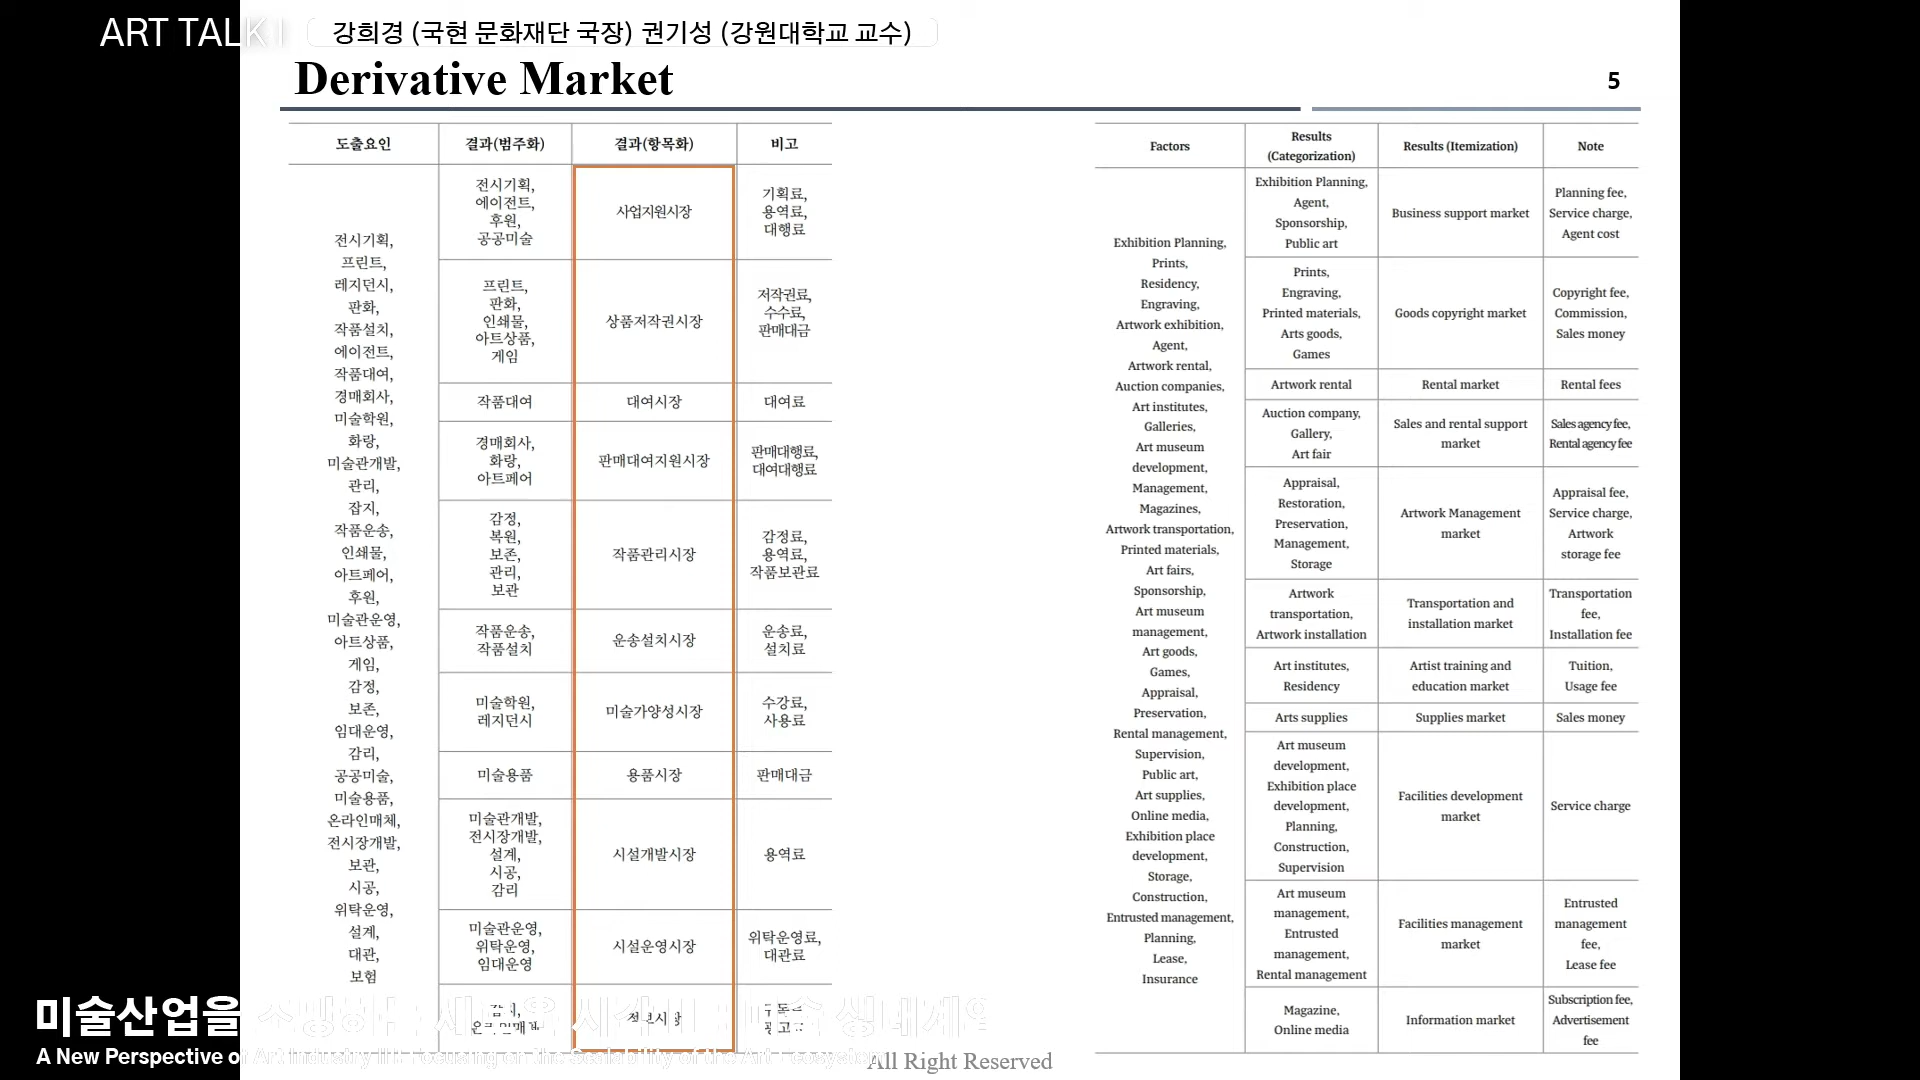 ART TALK I
강희경 (국현 문화재단 국장) 권기성 (강원대학교 교수)
Derivative Market
5
도출요인
결과(범주화)
결과(항목화)
비고
전시기획,
프린트,
레지던시,
판화,
작품설치,
에이전트,
작품대여,
경매회사,
미술학원,
화랑,
미술관개발,
관리,
잡지,
작품운송,
인쇄물,
아트페어,
후원,
미술관운영,
아트상품,
게임,
감정,
보존,
임대운영,
감리,
공공미술,
미술용품,
온라인매체,
전시장개발,
보관,
시공,
위탁운영,
설계,
대관,
보험
전시기획,
에이전트,
후원,
공공미술
사업지원시장
기획료,
용역료,
대행료
프린트,
판화,
인쇄물,
아트상품,
게임
상품저작권시장
저작권료,
수수료,
판매대금
작품대여
대여시장
대여료
경매회사,
화랑,
아트페어
판매대여지원시장
판매대행료,
대여대행료
감정,
복원,
보존,
관리,
보관
작품관리시장
감정료,
용역료,
작품보관료
작품운송,
작품설치
운송설치시장
운송료,
설치료
미술학원,
레지던시
미술가양성시장
수강료,
사용료
미술용품
용품시장
판매대금
미술관개발,
전시장개발,
설계,
시공,
감리
시설개발시장
용역료
미술관운영,
위탁운영,
임대운영
시설운영시장
위탁운영료,
대관료
정보시장
Factors
Results
(Categorization)
Results (Itemization)
Note
Exhibition Planning,
Prints,
Residency,
Engraving,
Artwork exhibition,
Agent,
Artwork rental,
Auction companies,
Art institutes,
Galleries,
Art museum
development,
Management,
Magazines,
Artwork transportation,
Printed materials,
Art fairs,
Sponsorship,
Art museum
management,
Art goods,
Games,
Appraisal,
Preservation,
Rental management,
Supervision,
Public art,
Art supplies,
Online media,
Exhibition place
development,
Storage,
Construction,
Entrusted management,
Planning,
Lease,
Insurance
Exhibition Planning,
Agent,
Sponsorship,
Public art
Business support market
Planning fee,
Service charge,
Agent cost
Prints,
Engraving,
Printed materials,
Arts goods,
Games
Goods copyright market
Copyright fee,
Commission,
Sales money
Artwork rental
Rental market
Rental fees
Auction company,
Gallery,
Art fair
Sales and rental support
market
Sales agency fee,
Rental agency fee
Appraisal,
Restoration,
Preservation,
Management,
Storage
Artwork Management
market
Appraisal fee,
Service charge,
Artwork
storage fee
Artwork
transportation,
Artwork installation
Transportation and
installation market
Transportation
fee,
Installation fee
Art institutes,
Residency
Artist training and
education market
Tuition,
Usage fee
Arts supplies
Supplies market
Sales money
Art museum
development,
Exhibition place
development,
Planning,
Construction,
Supervision
Facilities development
market
Service charge
Art museum
management,
Entrusted
management,
Rental management
Facilities management
market
Entrusted
management
fee,
Lease fee
Magazine,
Online media
Information market
Subscription fee,
Advertisement
fee
미술산업을
A New Perspective of Art Industry III: Focusing on the Scalability of the Art Ecosystem
All Right Reserved